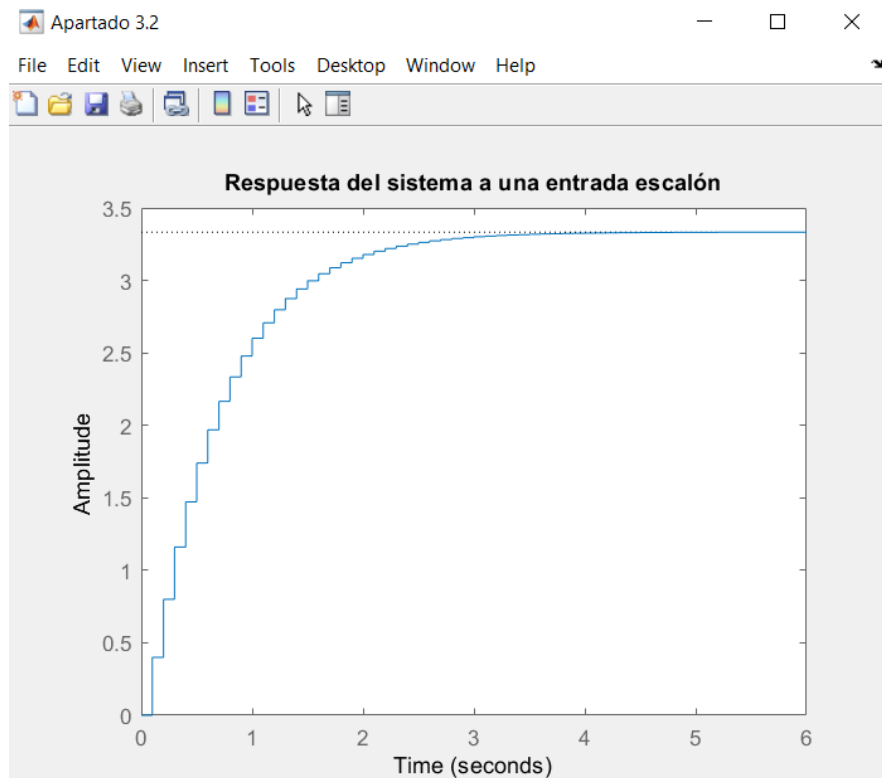 Apartado 3.2
File Edit View Insert Tools Desktop Window Help
Respuesta del sistema a una entrada escalón
3.5
3
2.5
2
1.5
1
0.5
0
Amplitude
0 1 2 3 4 5 6
Time (seconds)